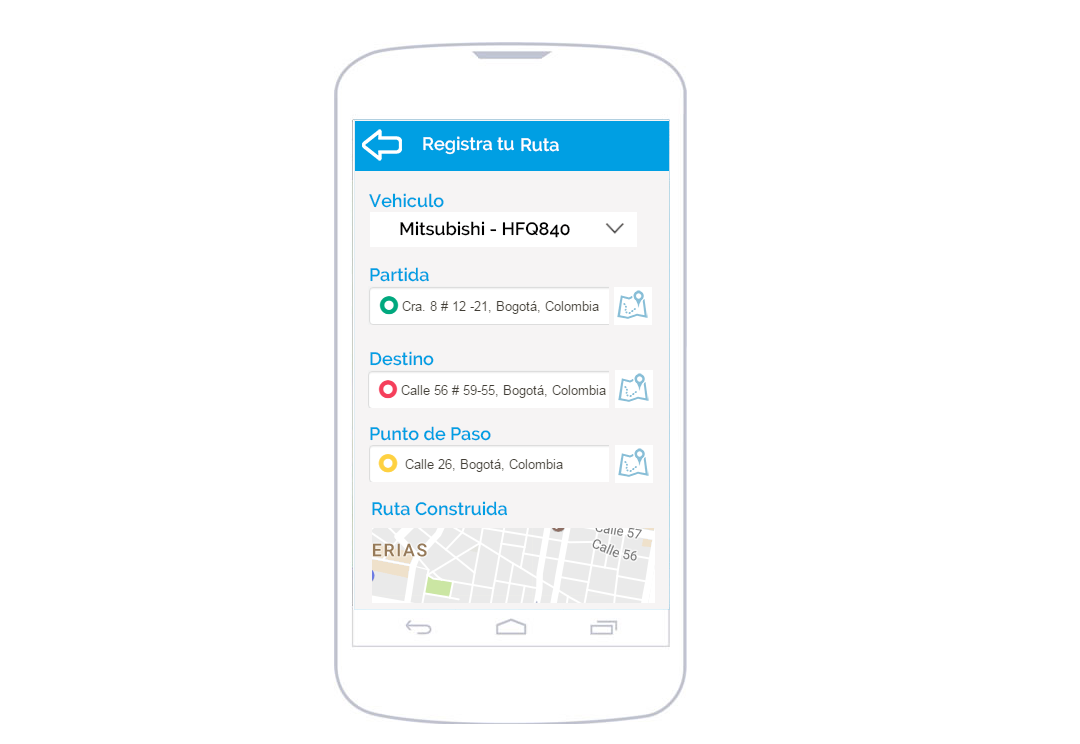 Registra tu Ruta
Vehiculo
Mitsubishi - HFQ840
Partida
Cra. 8 # 12 -21, Bogotá, Colombia
Destino
Calle 56 # 59-55, Bogotá, Colombia
Punto de Paso
Calle 26, Bogotá, Colombia
Ruta Construida
Calle 57
ERIAS
Calle 56